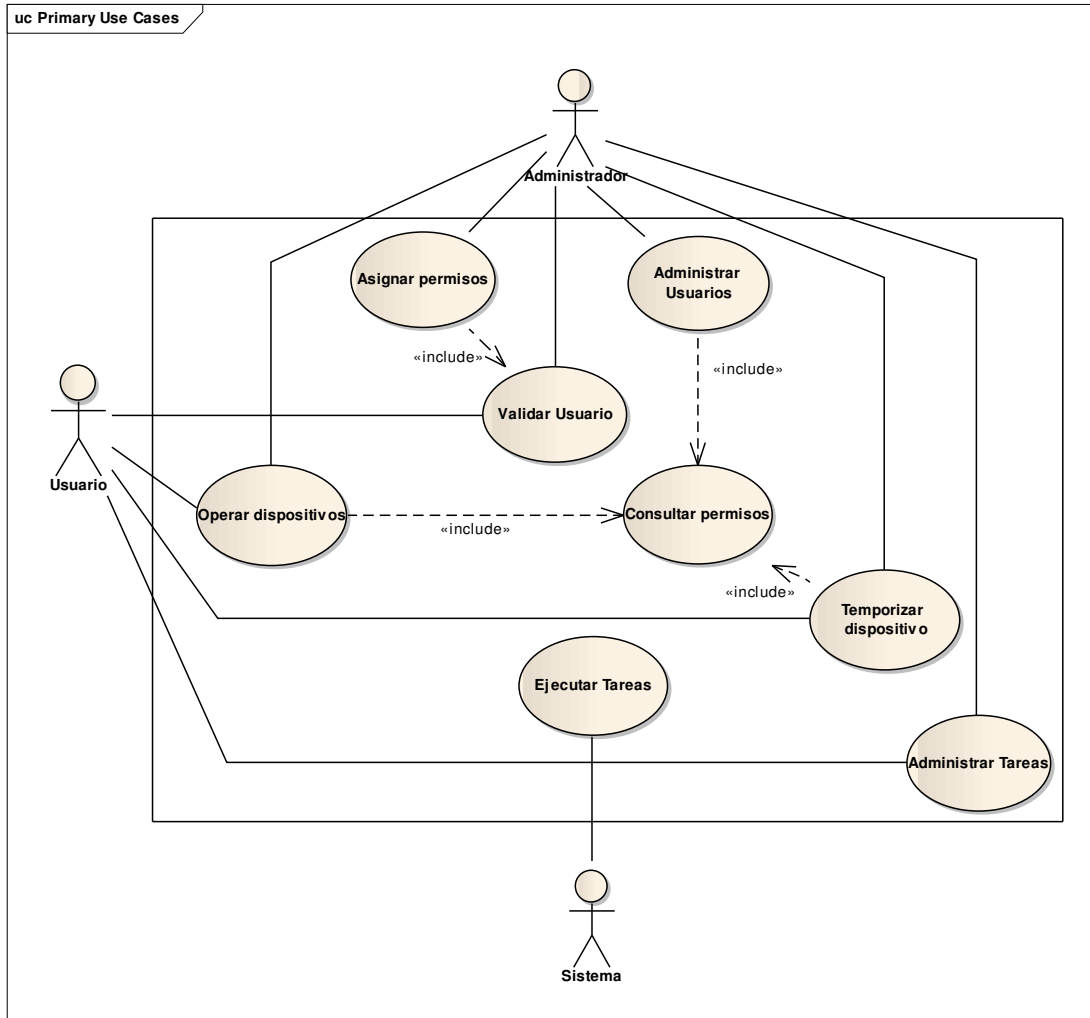 uc Primary Use Cases
Administrador
Asignar permisos
Administrar
Usuarios
«include»
«include»
Validar Usuario
Usuario
Operar dispositivos
«include»
Consultar permisos
«include»
Temporizar
dispositivo
Ejecutar Tareas
Administrar Tareas
Sistema